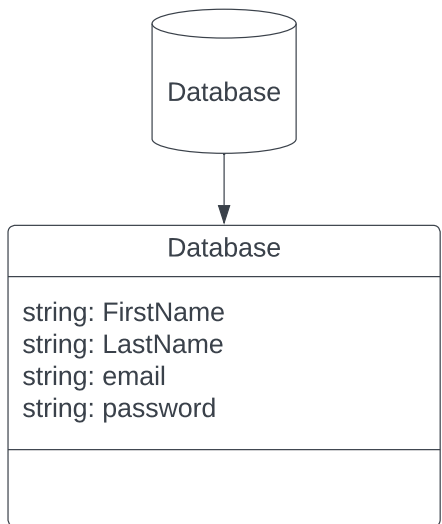 Database
Database
string: FirstName
string: LastName
string: email
string: password